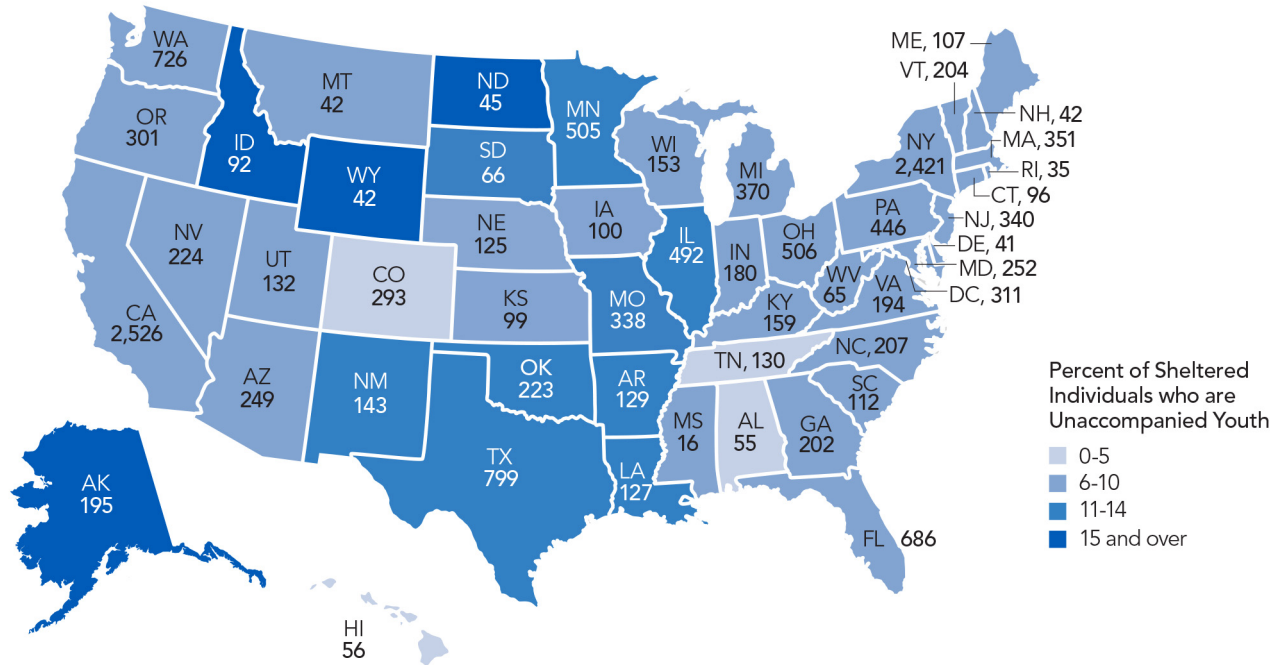 WA
726
MT
42
ND
45
MN
505
OR
301
ID
92
WY
42
SD
66
WI
153
MI
370
NY
2,421
ME, 107
VT, 204
NH, 42
MA, 351
RI, 35
CT, 96
NJ, 340
DE, 41
MD, 252
DC, 311
NV
224
UT
132
CO
293
NE
125
IA
100
IL
492
IN
180
OH
506
PA
446
WV
65
VA
194
CA
2,526
KS
99
MO
338
KY
159
TN, 130
NC, 207
AZ
249
NM
143
OK
223
AR
129
SC
112
MS
16
AL
55
GA
202
TX
799
LA
127
FL 686
AK
195
HI
56
Percent of Sheltered
Individuals who are
Unaccompanied Youth
0-5
6-10
11-14
15 and over